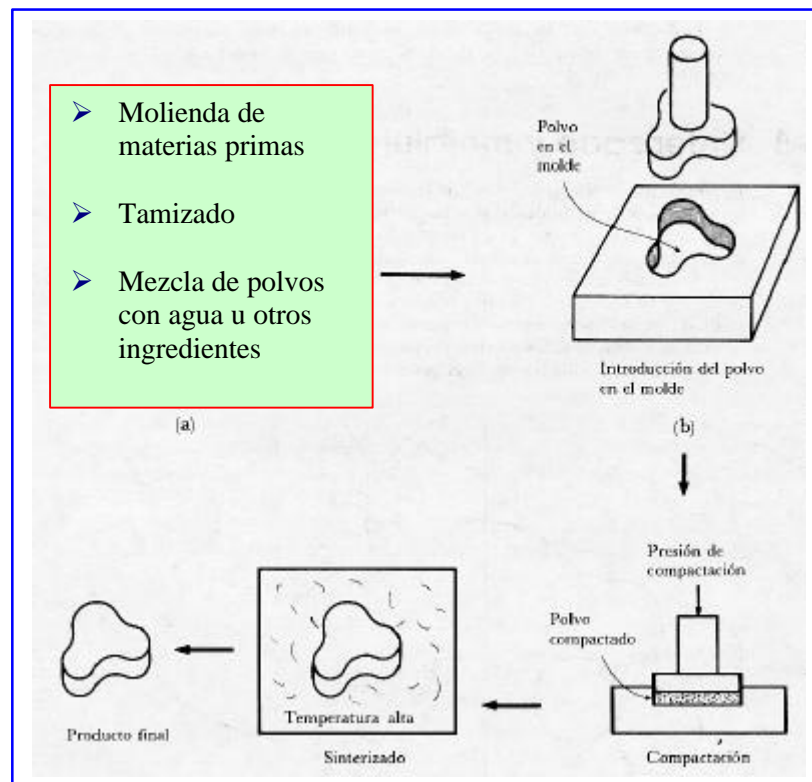 Molienda de
materias primas
Tamizado
Mezcla de polvos
con agua u otros
ingredientes
(a)
Polvo
en el
molde
Introducción del polvo
en el molde
(b)
Presión de
compactación
Polvo
compactado
Compactación
Temperatura alta
Sinterizado
Producto final